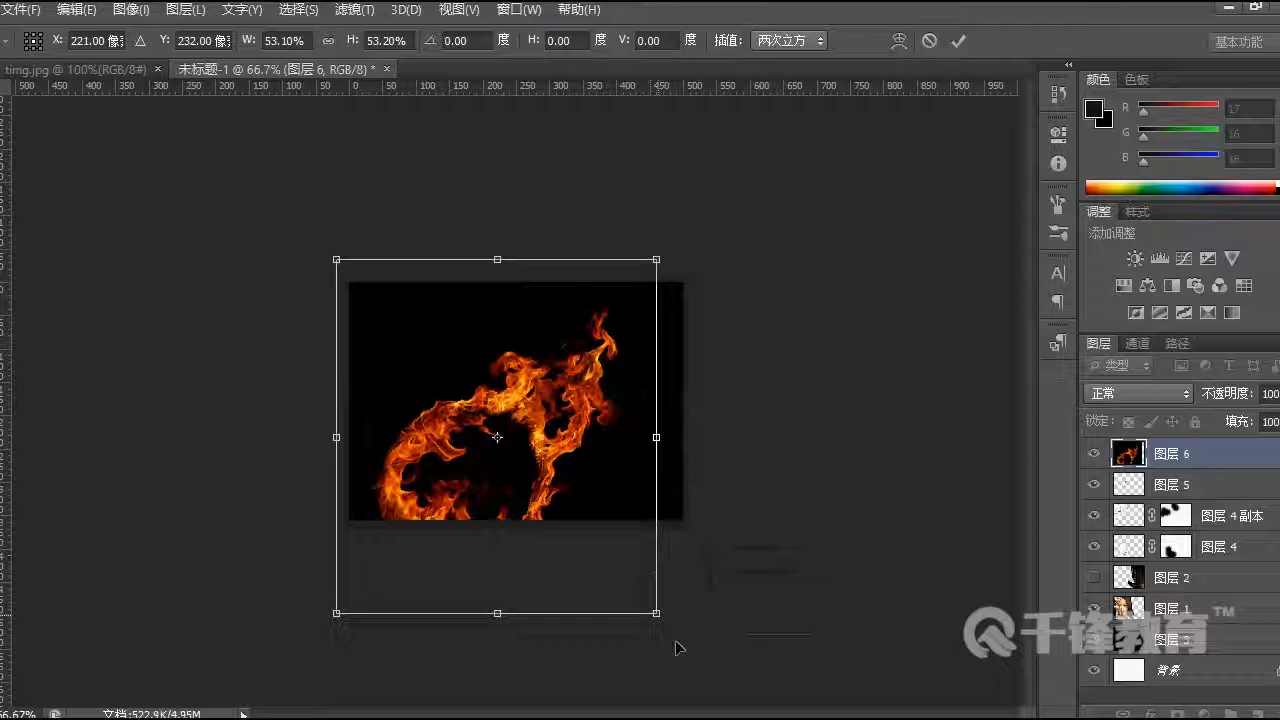 文件(F) 编辑(E) 图像(I) 图层(L) 文字(Y) 选择(S) 滤镜(T) 3D(D) 视图(V) 窗口(W) 帮助(H)
X: 221.00 像素 Y: 232.00 像素 W: 53.10% H: 53.20% 0.00 度 H: 0.00 度 V: 0.00 度 插值: 两次立方 基本功能
timg.jpg @ 100%(RGB/8#) × 未标题-1 @ 66.7% (图层 6, RGB/8) * ×
500 450 400 350 300 250 200 150 100 50 0 50 100 150 200 250 300 350 400 450 500 550 600 650 700 750 800 850 900 950
颜色 色板
R 17
G 16
B 18
调整 样式
添加调整
图层 通道 路径
类型
正常 不透明度: 100
锁定: 填充: 100
图层 6
图层 5
图层 4 副本
图层 4
图层 2
图层 1
图层 3
背景
千锋教育™
66.67% 文档:522.9K/4.95M